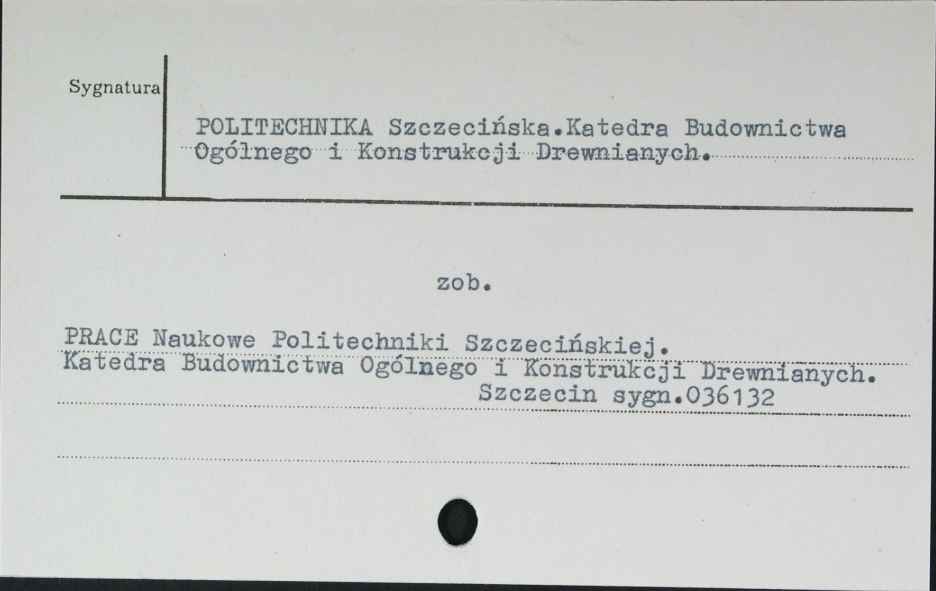 Sygnatura
POLITECHNIKA Szczecińska.Katedra Budownictwa
Ogólnego i Konstrukcji Drewnianych.
zob.
PRACE Naukowe Politechniki Szczecińskiej.
Katedra Budownictwa Ogólnego i Konstrukcji Drewnianych.
Szczecin sygn.036132